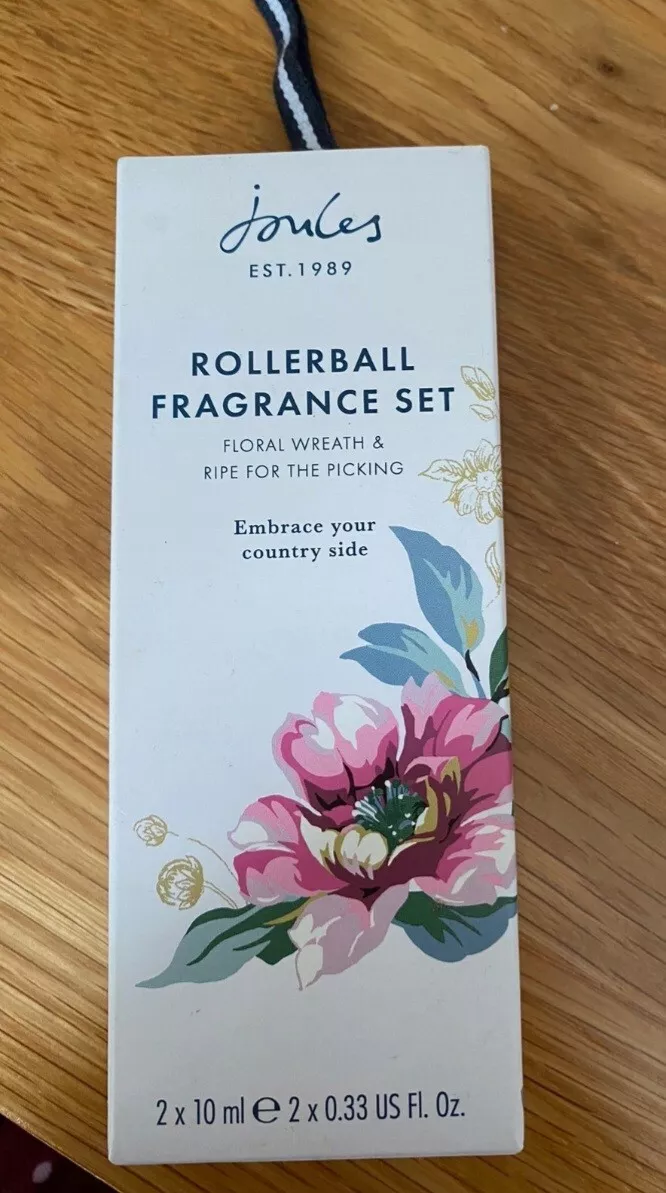 Joules
EST. 1989
ROLLERBALL
FRAGRANCE SET
FLORAL WREATH &
RIPE FOR THE PICKING
Embrace your
country side
2 x 10 ml ℮ 2 x 0.33 US Fl. Oz.